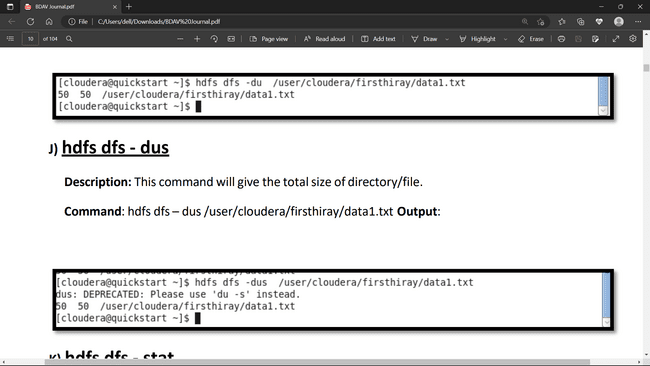 BDAV Journal.pdf
File
C:/Users/dell/Downloads/BDAV%20Journal.pdf
10 of 104
Page view
Read aloud
Add text
Draw
Highlight
Erase
[cloudera@quickstart ~]$ hdfs dfs -du /user/cloudera/firsthiray/data1.txt
50 50 /user/cloudera/firsthiray/data1.txt
[cloudera@quickstart ~]$
J) hdfs dfs - dus
Description: This command will give the total size of directory/file.
Command: hdfs dfs – dus /user/cloudera/firsthiray/data1.txt Output:
[cloudera@quickstart ~]$ hdfs dfs -dus /user/cloudera/firsthiray/data1.txt
dus: DEPRECATED: Please use 'du -s' instead.
50 50 /user/cloudera/firsthiray/data1.txt
[cloudera@quickstart ~]$
K) hdfs dfs - stat